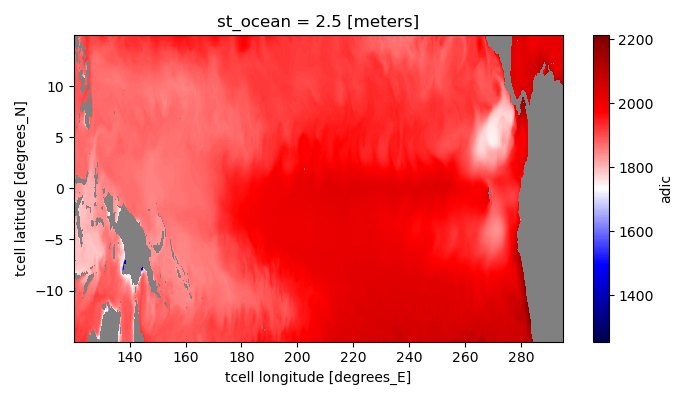 st_ocean = 2.5 [meters]
10
5
0
−5
−10
tcell latitude [degrees_N]
140 160 180 200 220 240 260 280
tcell longitude [degrees_E]
2200
2000
1800
1600
1400
adic